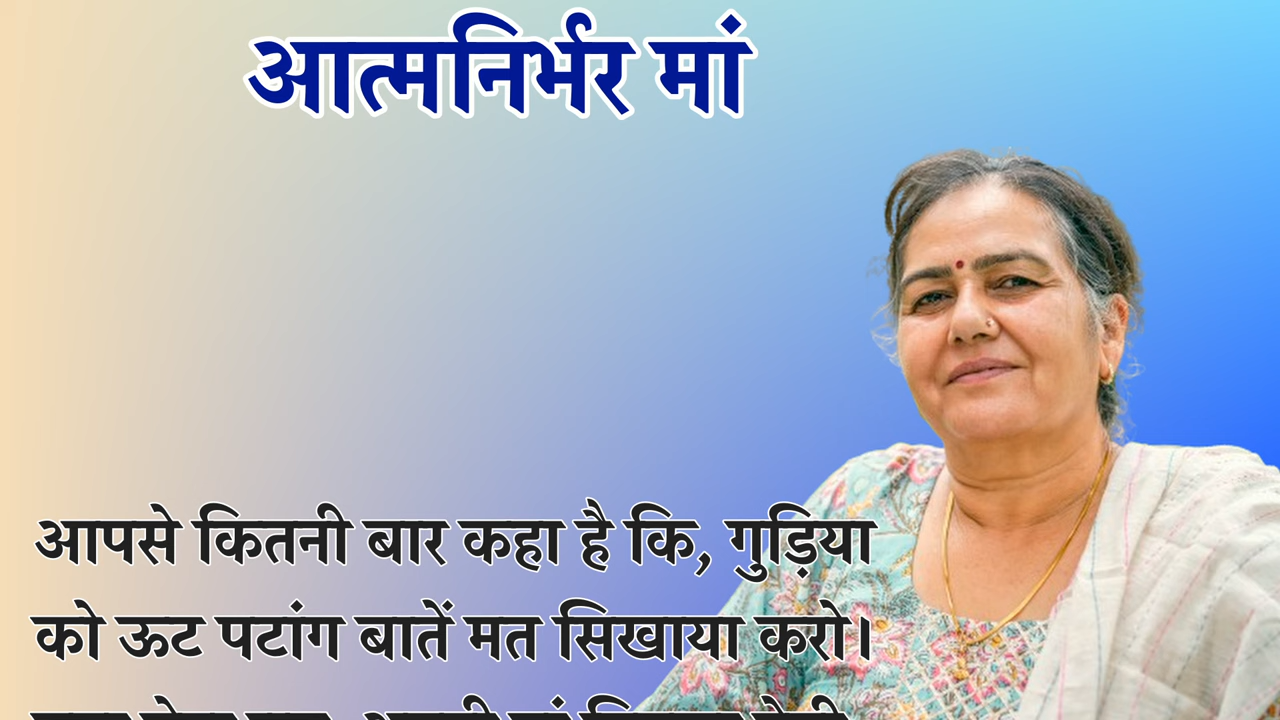 आत्मनिर्भर मां
आपसे कितनी बार कहा है कि, गुड़िया
को ऊट पटांग बातें मत सिखाया करो।